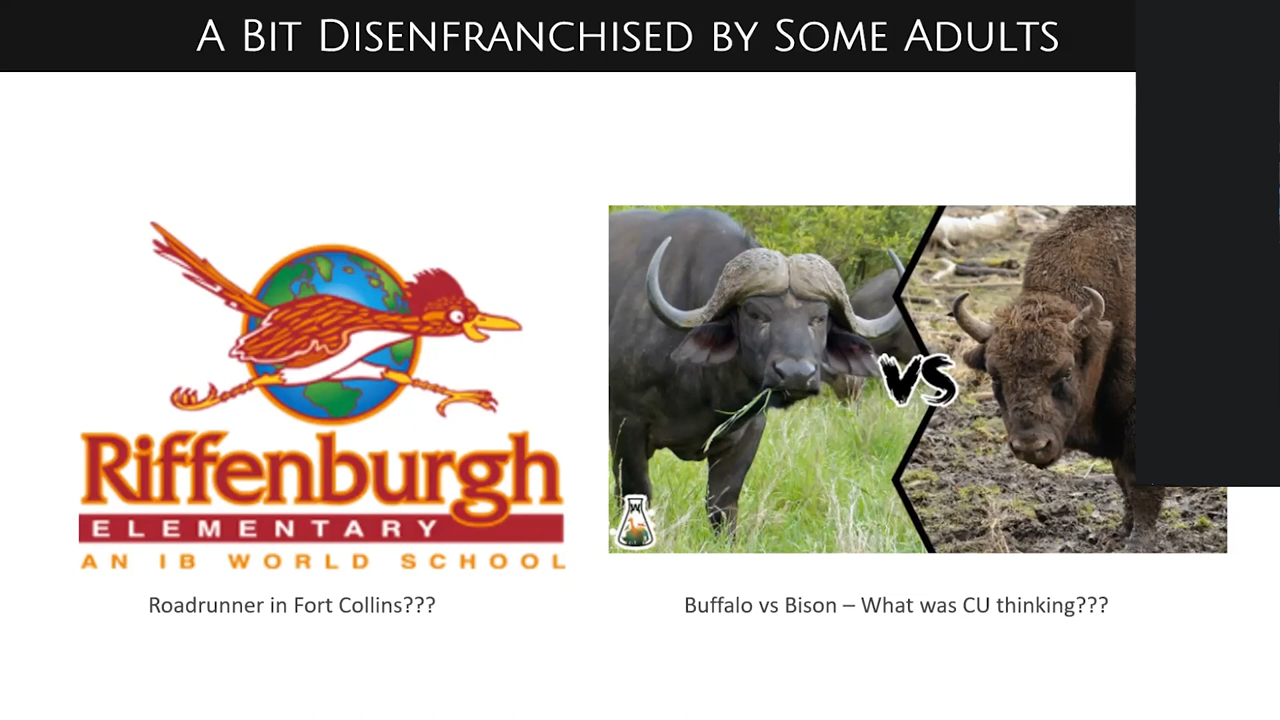 A Bit Disenfranchised by Some Adults
VS
W
Riffenburgh
ELEMENTARY
AN IB WORLD SCHOOL
Roadrunner in Fort Collins???
Buffalo vs Bison – What was CU thinking???